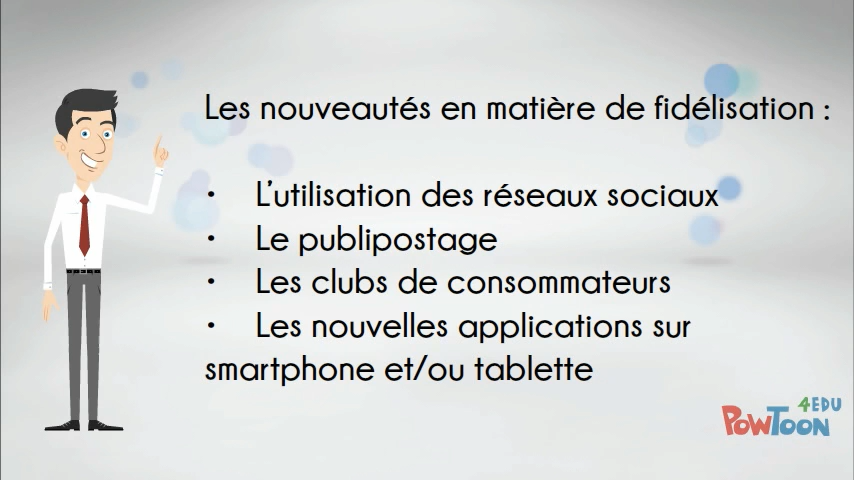 Les nouveautés en matière de fidélisation :
• L'utilisation des réseaux sociaux
• Le publipostage
• Les clubs de consommateurs
• Les nouvelles applications sur
smartphone et/ou tablette
4EDU
POWTOON